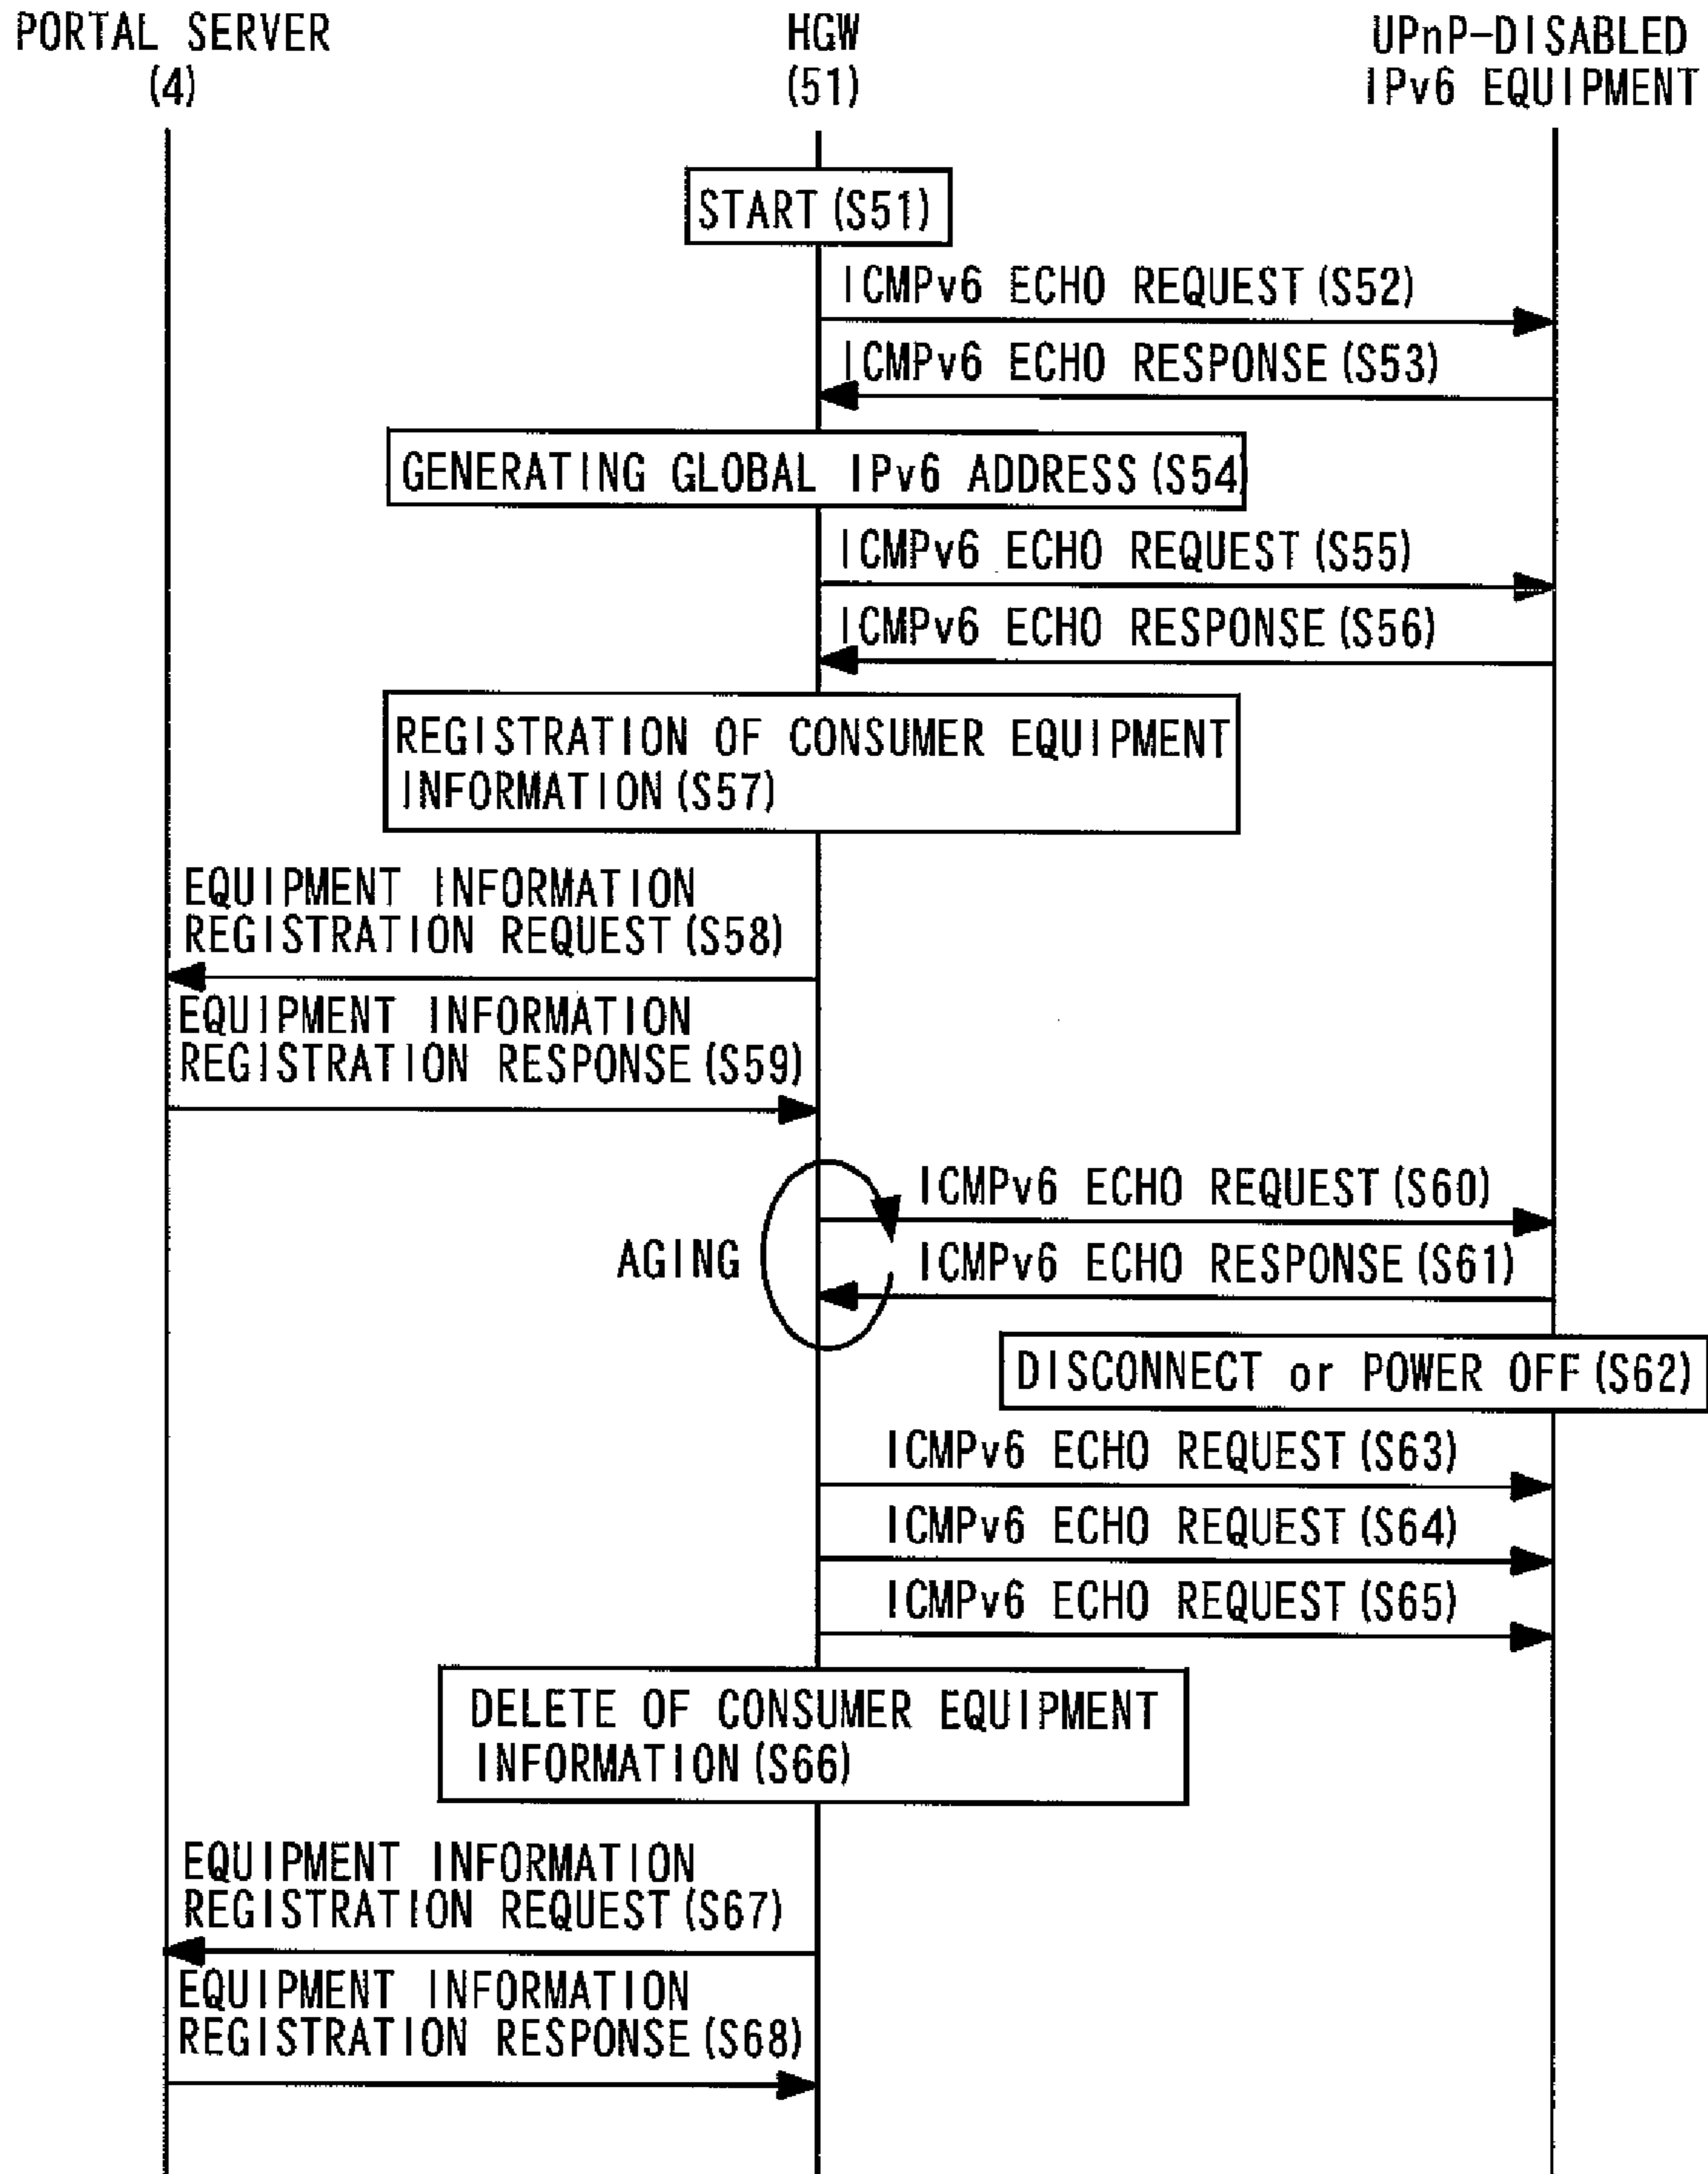 PORTAL SERVER
(4)
HGW
(51)
UPnP-DISABLED
IPv6 EQUIPMENT
START(S51)
ICMPv6 ECHO REQUEST(S52)
ICMPv6 ECHO RESPONSE(S53)
GENERATING GLOBAL IPv6 ADDRESS(S54)
ICMPv6 ECHO REQUEST(S55)
ICMPv6 ECHO RESPONSE(S56)
REGISTRATION OF CONSUMER EQUIPMENT
INFORMATION(S57)
EQUIPMENT INFORMATION
REGISTRATION REQUEST(S58)
EQUIPMENT INFORMATION
REGISTRATION RESPONSE(S59)
ICMPv6 ECHO REQUEST(S60)
AGING
ICMPv6 ECHO RESPONSE(S61)
DISCONNECT or POWER OFF(S62)
ICMPv6 ECHO REQUEST(S63)
ICMPv6 ECHO REQUEST(S64)
ICMPv6 ECHO REQUEST(S65)
DELETE OF CONSUMER EQUIPMENT
INFORMATION(S66)
EQUIPMENT INFORMATION
REGISTRATION REQUEST(S67)
EQUIPMENT INFORMATION
REGISTRATION RESPONSE(S68)